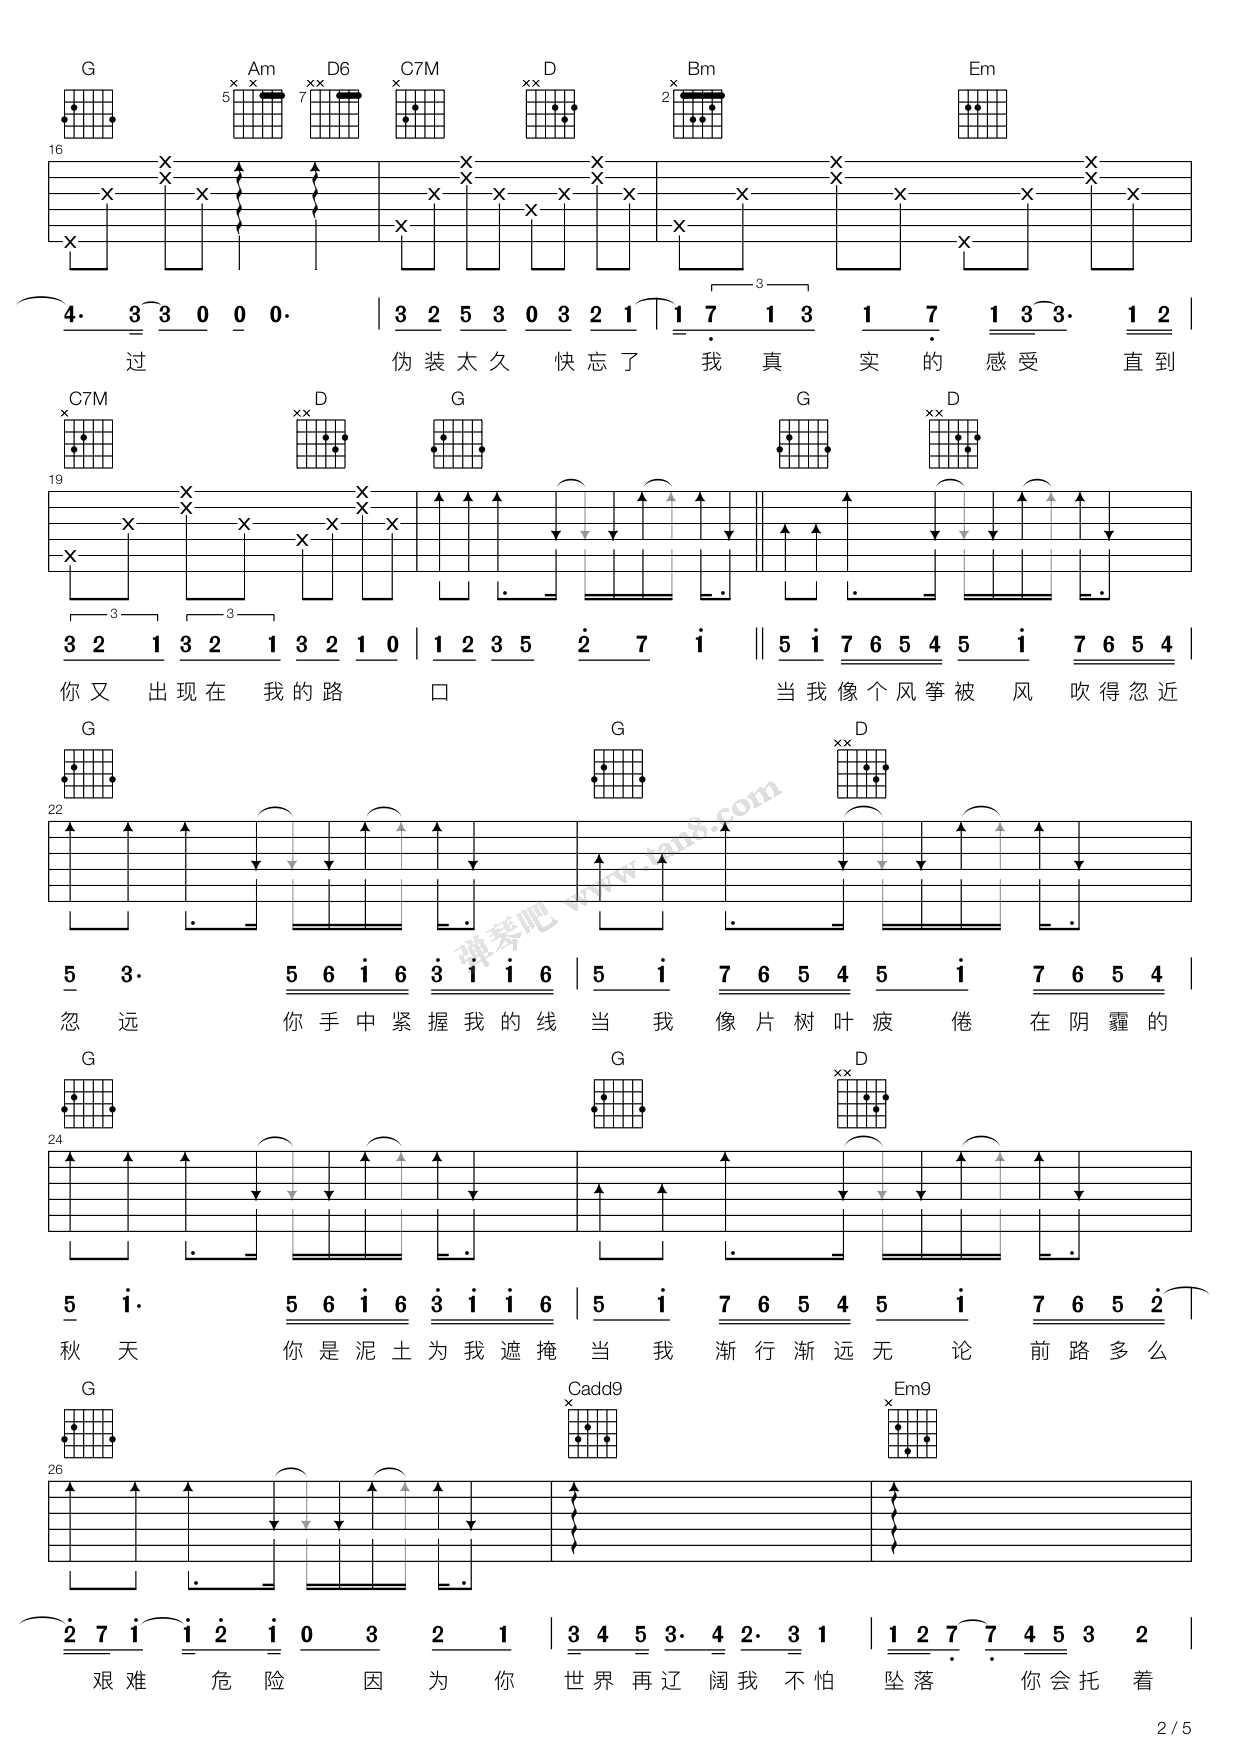 G Am D6 C7M D Bm Em
× × 5 ×× 7 × ×× × 2
16
3
4· 3 3 0 0 0· | 3 2 5 3 0 3 2 1 | 1 7 1 3 1 7 1 3 3· 1 2 |
过 伪装太久 快忘了 我真 实的感受 直到
C7M D G G D
× ×× ××
19
3 3
3 2 1 3 2 1 3 2 1 0 | 1 2 3 5 2 7 1 || 5 1 7 6 5 4 5 1 7 6 5 4 |
你又 出现在 我的路 口 当我像个风筝被 风 吹得忽近
G G D
××
22
5 3· 5 6 1 6 3 1 1 6 | 5 1 7 6 5 4 5 1 7 6 5 4 |
忽远 你手中紧握我的线 当我像片树叶疲倦 在阴霾的
G G D
××
24
5 1· 5 6 1 6 3 1 1 6 | 5 1 7 6 5 4 5 1 7 6 5 2 |
秋天 你是泥土为我遮掩 当我渐行渐远无论 前路多么
G Cadd9 Em9
× ×
26
2 7 1 1 2 1 0 3 2 1 | 3 4 5 3· 4 2· 3 1 | 1 2 7 7 4 5 3 2 |
艰难 危险 因为你 世界再辽阔我不怕 坠落 你会托着
弹琴吧 www.tan8.com
2 / 5